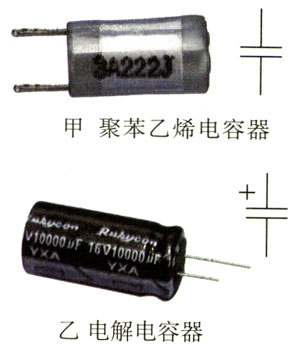 3A222J
甲 聚苯乙烯电容器
+
Rubycon Rubycon
V10000μF 16V10000μF
YXA YXA
乙 电解电容器